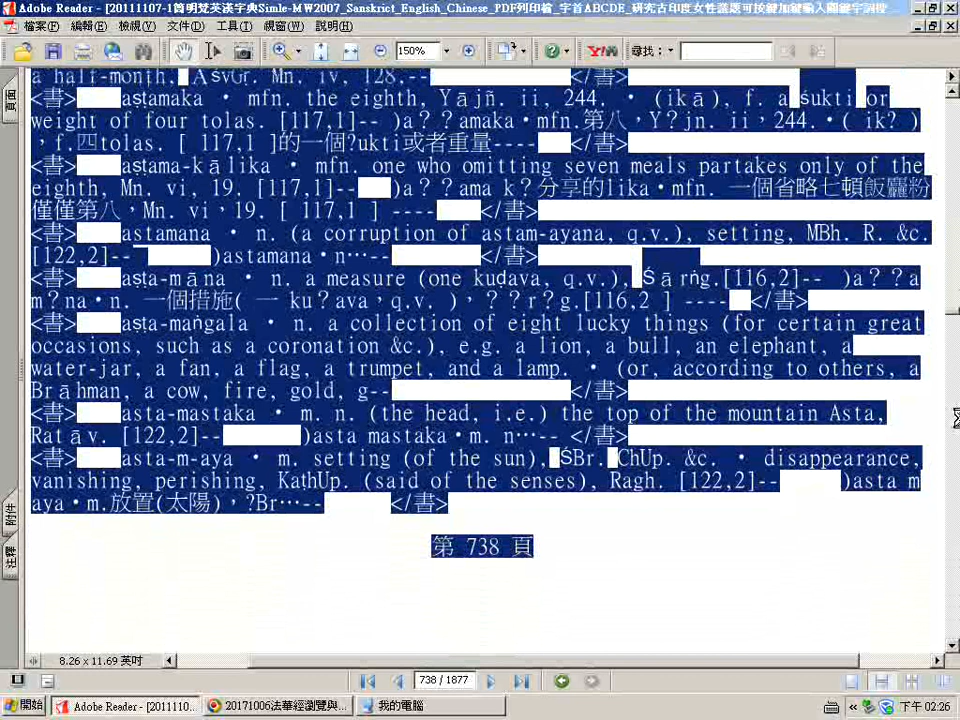 Adobe Reader - [20111107-1簡明梵英漢字典Simle-MW2007_Sanskrict_English_Chinese_PDF列印檔_字首ABCDE_研究古印度女性議題可按加鍵輸入關鍵字詞搜
檔案(F) 編輯(E) 檢視(V) 文件(D) 工具(T) 視窗(W) 說明(H)
150% 尋找:
頁面
附件
註釋
a half-month, ĀśvGr. Mn. iv, 128.-- </書>
<書> aṣṭamaka • mfn. the eighth, Yājñ. ii, 244. • (ikā), f. a śukti or
weight of four tolas. [117,1]-- )a??amaka•mfn.第八,Y?jn. ii,244.•( ik? )
,f.四tolas. [ 117,1 ]的一個?ukti或者重量---- </書>
<書> aṣṭama-kālika • mfn. one who omitting seven meals partakes only of the
eighth, Mn. vi, 19. [117,1]-- )a??ama k?分享的lika•mfn. 一個省略七頓飯麤粉
僅僅第八,Mn. vi,19. [ 117,1 ] ---- </書>
<書> astamana • n. (a corruption of astam-ayana, q.v.), setting, MBh. R. &c.
[122,2]-- )astamana•n…-- </書>
<書> aṣṭa-māna • n. a measure (one kuḍava, q.v.), Śārṅg.[116,2]-- )a??a
m?na•n. 一個措施( 一 ku?ava,q.v. ),??r?g.[116,2 ] ---- </書>
<書> aṣṭa-maṅgala • n. a collection of eight lucky things (for certain great
occasions, such as a coronation &c.), e.g. a lion, a bull, an elephant, a
water-jar, a fan, a flag, a trumpet, and a lamp. • (or, according to others, a
Brāhman, a cow, fire, gold, g-- </書>
<書> asta-mastaka • m. n. (the head, i.e.) the top of the mountain Asta,
Ratāv. [122,2]-- )asta mastaka•m. n…-- </書>
<書> asta-m-aya • m. setting (of the sun), ŚBr. ChUp. &c. • disappearance,
vanishing, perishing, KaṭhUp. (said of the senses), Ragh. [122,2]-- )asta m
aya•m.放置(太陽),?Br…-- </書>
第 738 頁
8.26 x 11.69 英吋
738 / 1877
開始 Adobe Reader - [2011110... 20171006法華經瀏覽與... 我的電腦 下午 02:26